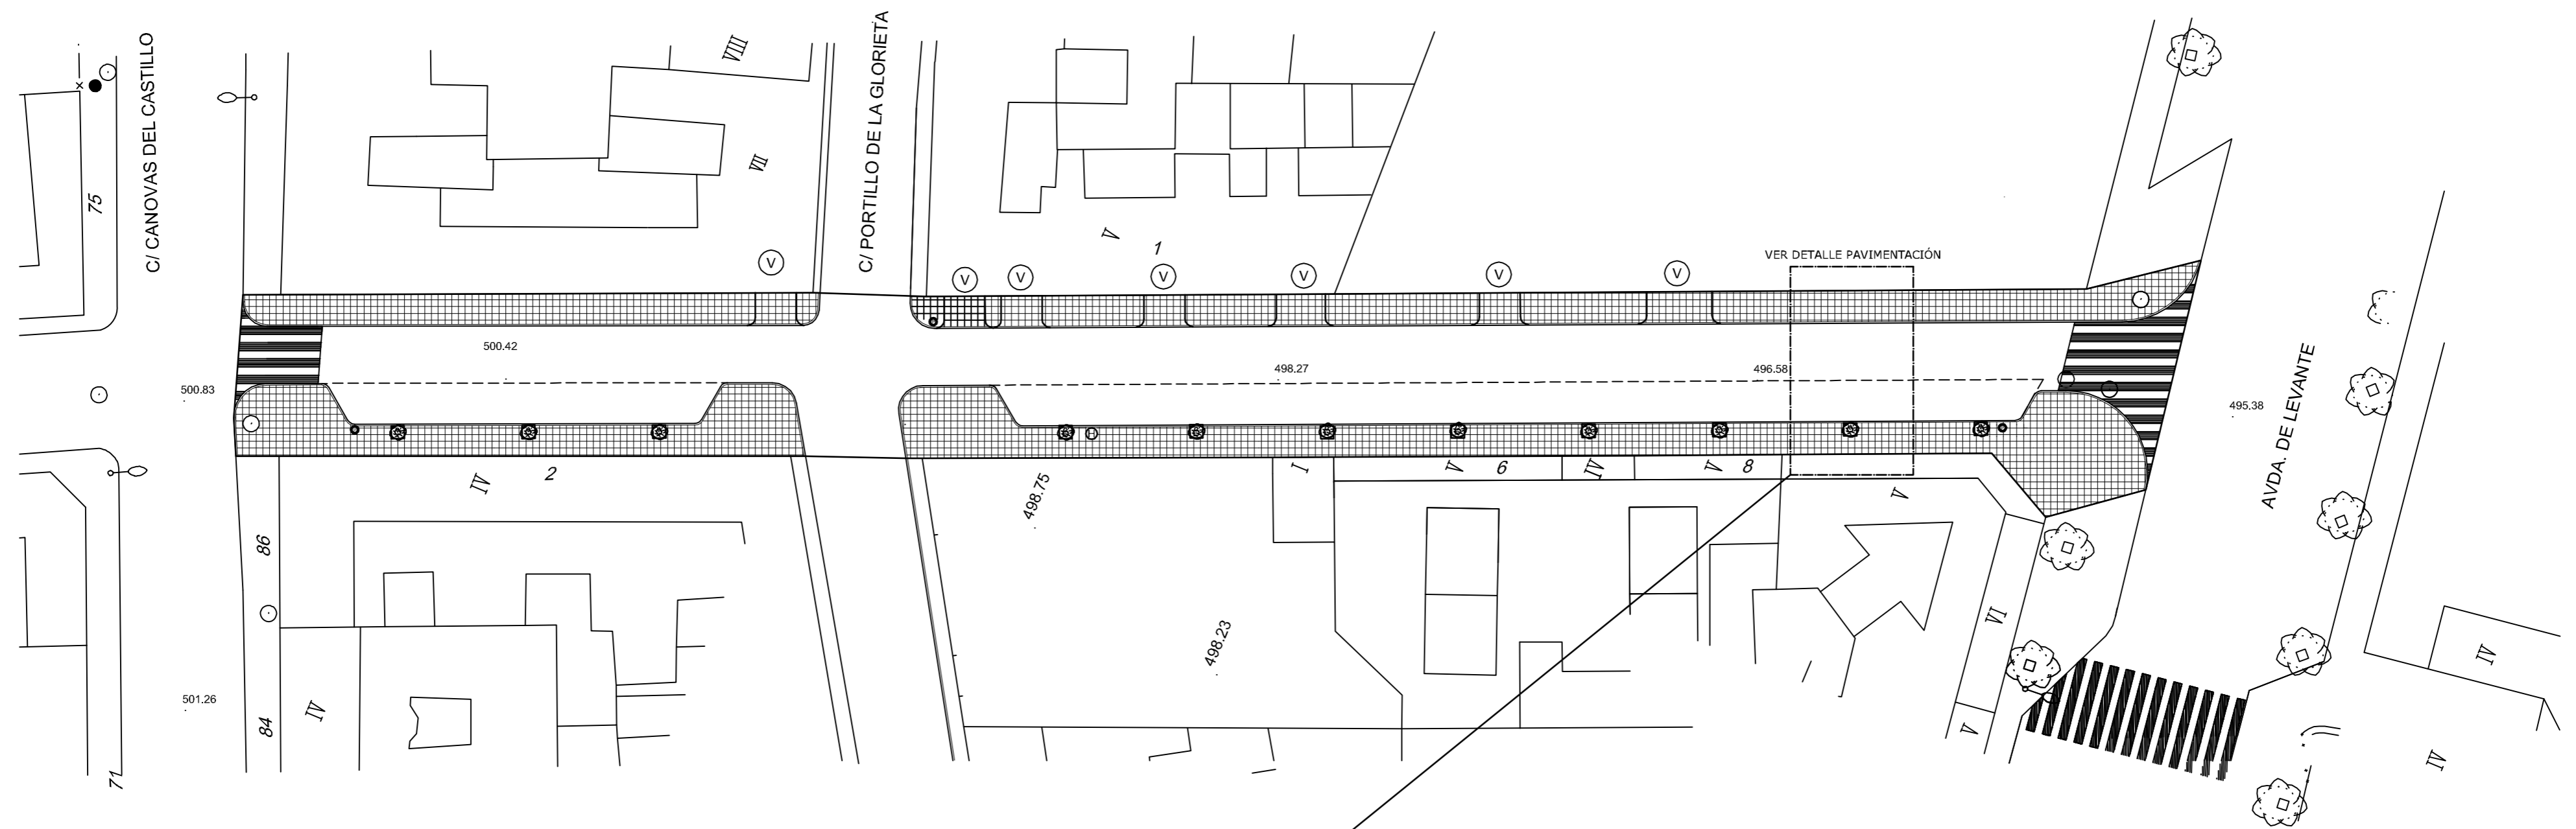 C/ CANOVAS DEL CASTILLO
VIII
C/ PORTILLO DE LA GLORIETA
75
VII
V
1
VER DETALLE PAVIMENTACIÓN
V
V
V
V
V
V
V
500.42
498.27
496.58
500.83
495.38
AVDA. DE LEVANTE
IV
2
498.75
I
V
6
IV
V
8
V
86
498.23
VI
501.26
84
IV
71
V
IV
IV